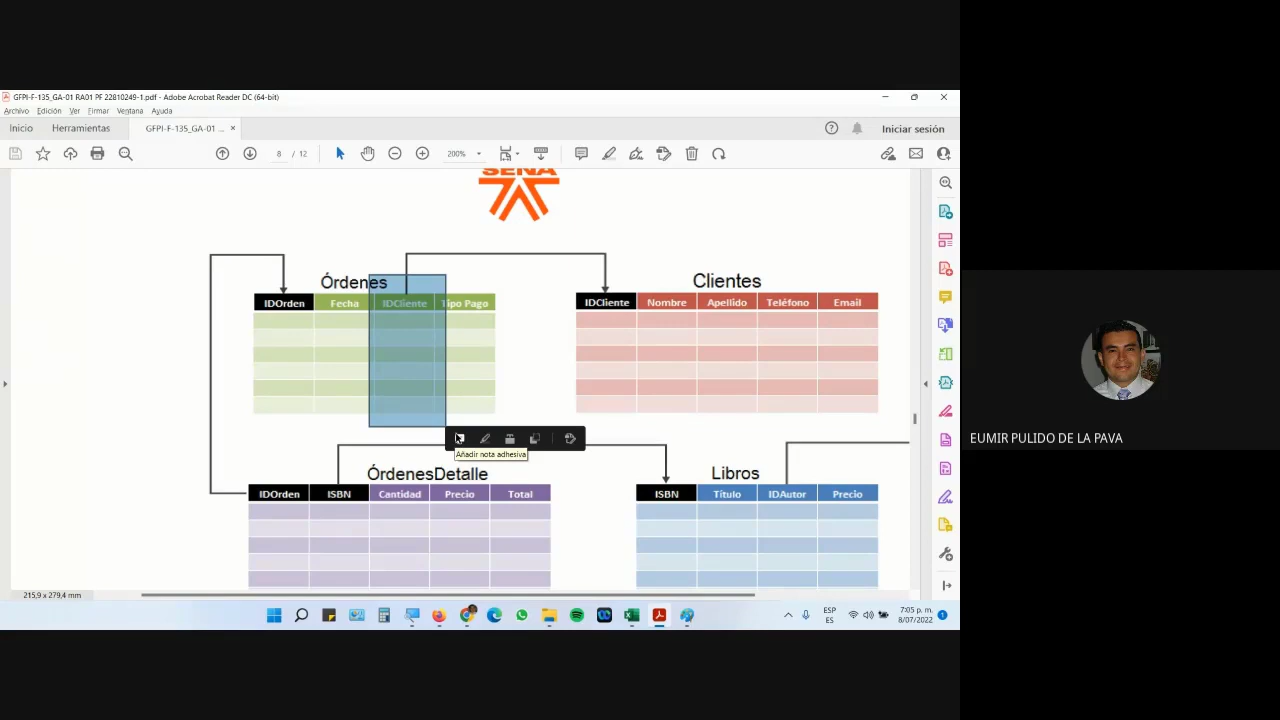 GFPI-F-135_GA-01 RA01 PF 22810249-1.pdf - Adobe Acrobat Reader DC (64-bit)
Archivo Edición Ver Firmar Ventana Ayuda
Inicio Herramientas GFPI-F-135_GA-01 ... × Iniciar sesión
8 / 12 200%
SENA
Órdenes Clientes
IDOrden Fecha IDCliente Tipo Pago IDCliente Nombre Apellido Teléfono Email
Añadir nota adhesiva
EUMIR PULIDO DE LA PAVA
ÓrdenesDetalle Libros
IDOrden ISBN Cantidad Precio Total ISBN Título IDAutor Precio
215,9 x 279,4 mm
ESP ES 7:05 p. m.
8/07/2022 1